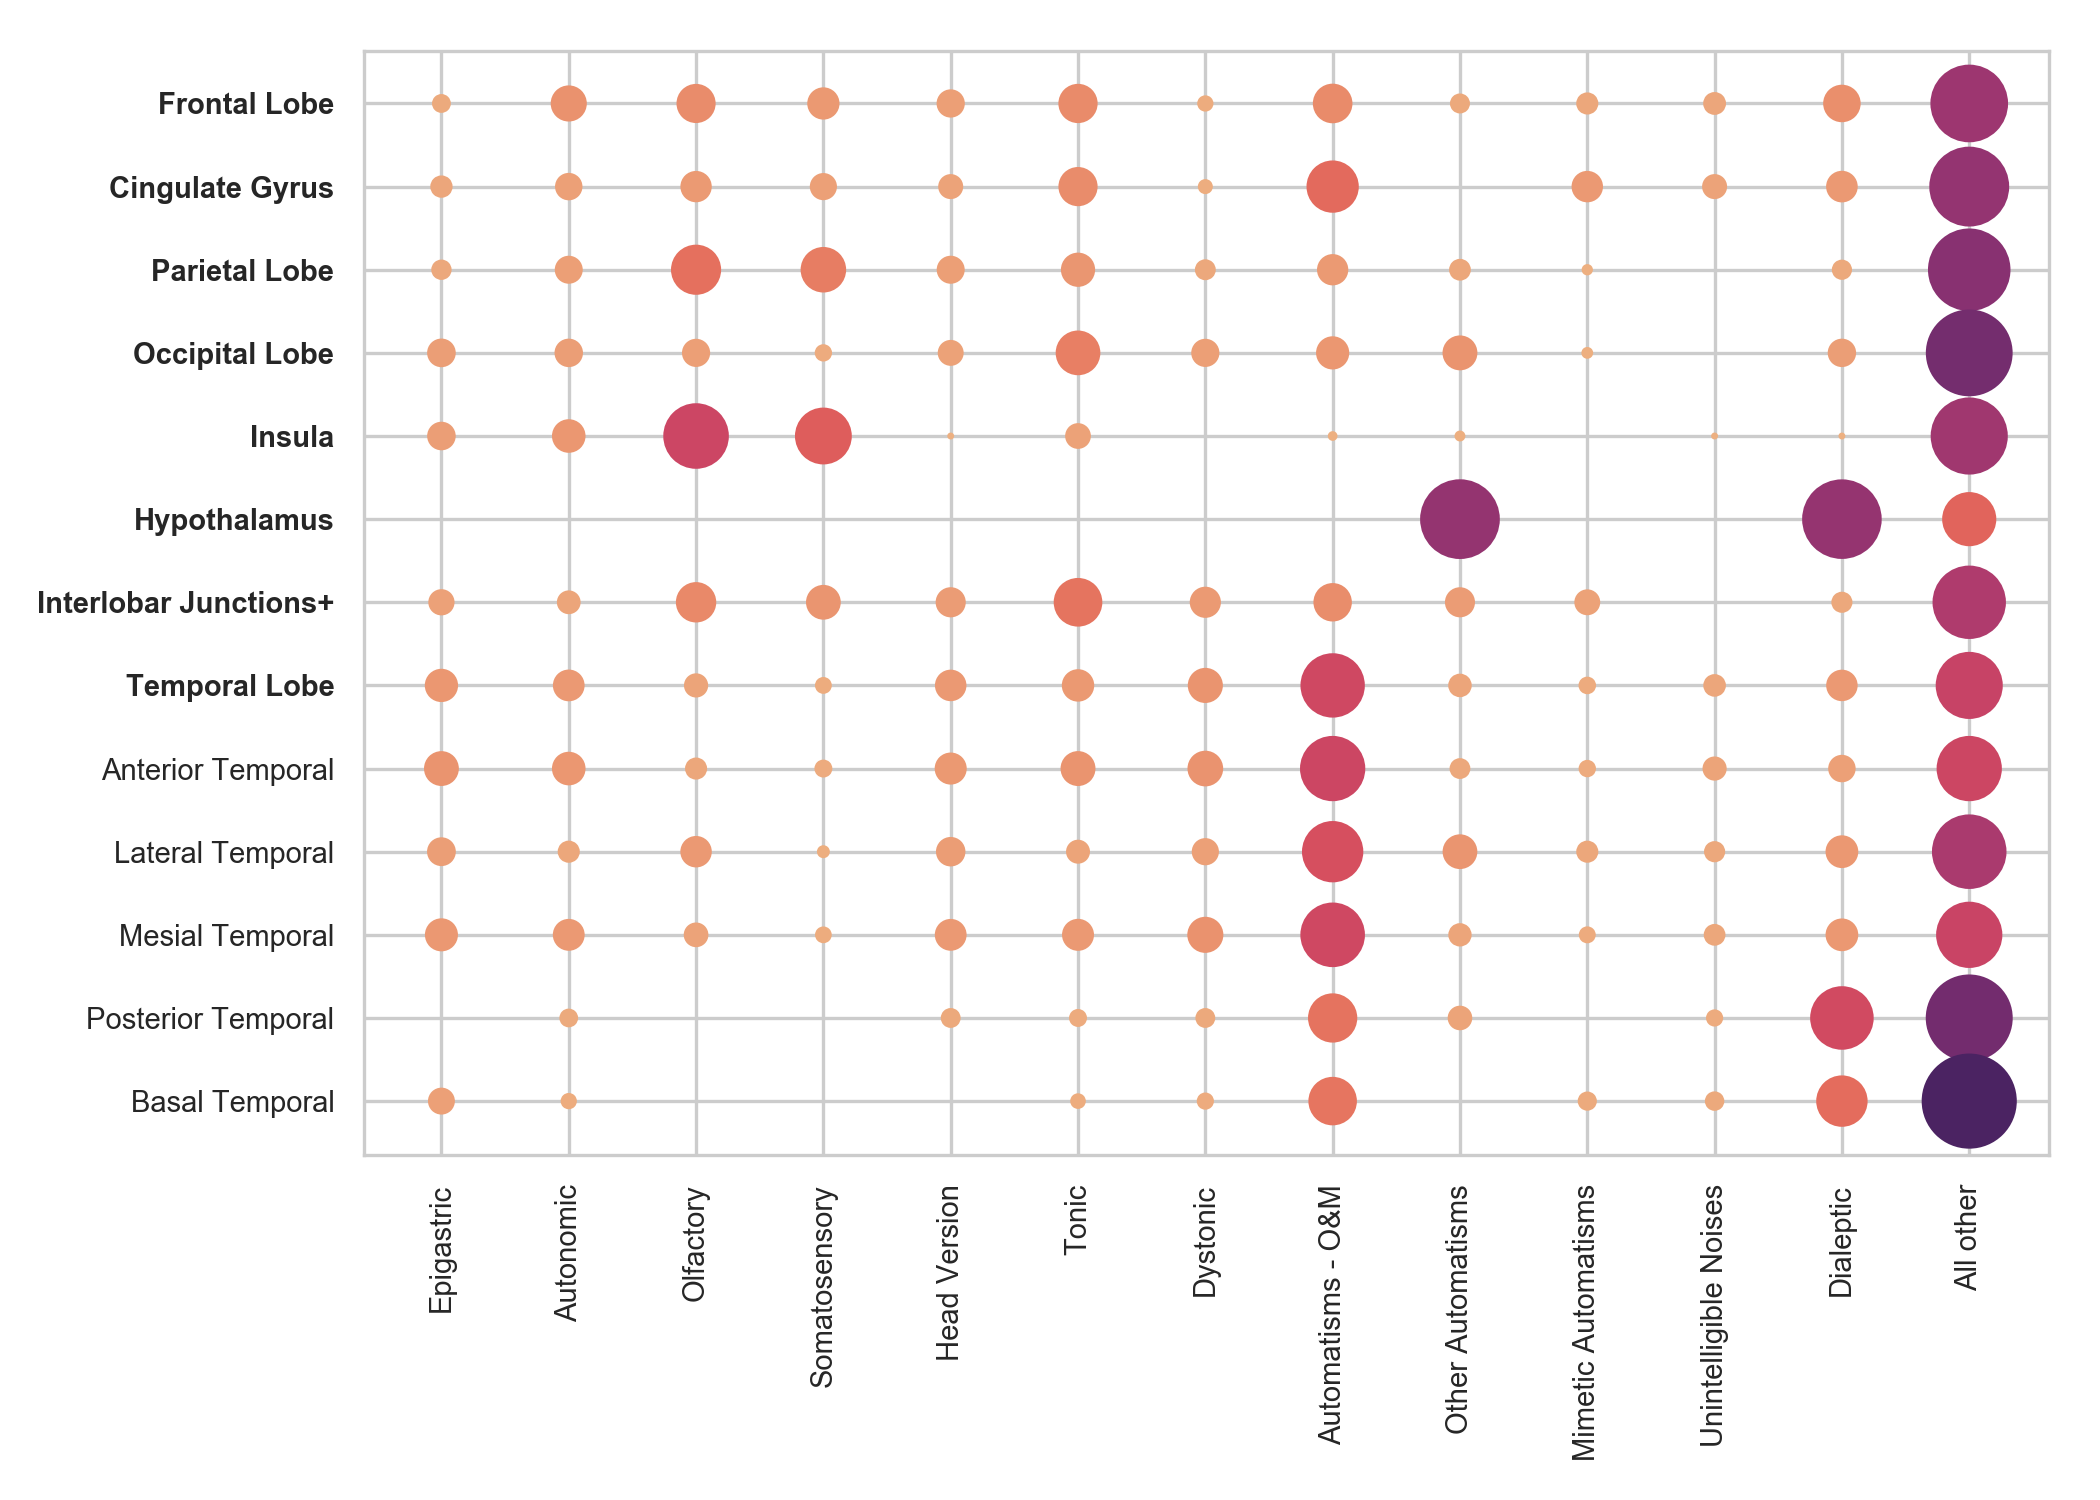 Frontal Lobe
Cingulate Gyrus
Parietal Lobe
Occipital Lobe
Insula
Hypothalamus
Interlobar Junctions+
Temporal Lobe
Anterior Temporal
Lateral Temporal
Mesial Temporal
Posterior Temporal
Basal Temporal
Epigastric
Autonomic
Olfactory
Somatosensory
Head Version
Tonic
Dystonic
Automatisms - O&M
Other Automatisms
Mimetic Automatisms
Unintelligible Noises
Dialeptic
All other